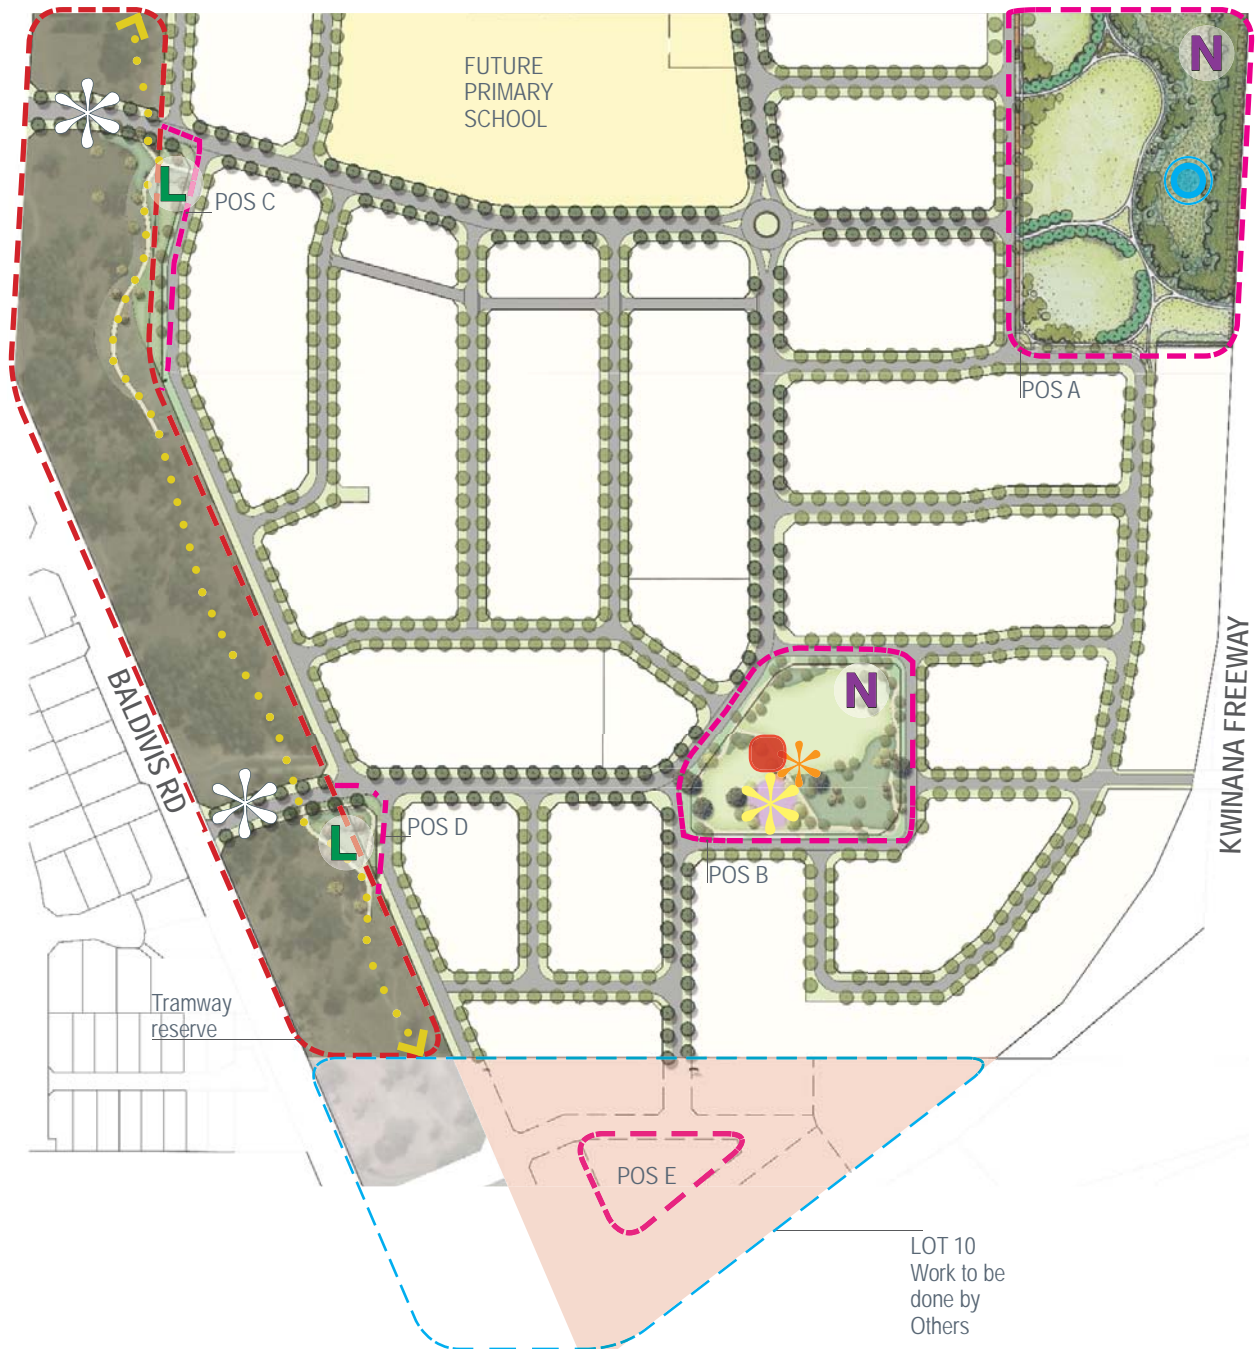 N
FUTURE
PRIMARY
SCHOOL
L
POS C
POS A
KWINANA FREEWAY
BALDIVIS RD
N
L
POS D
POS B
Tramway
reserve
POS E
LOT 10
Work to be
done by
Others